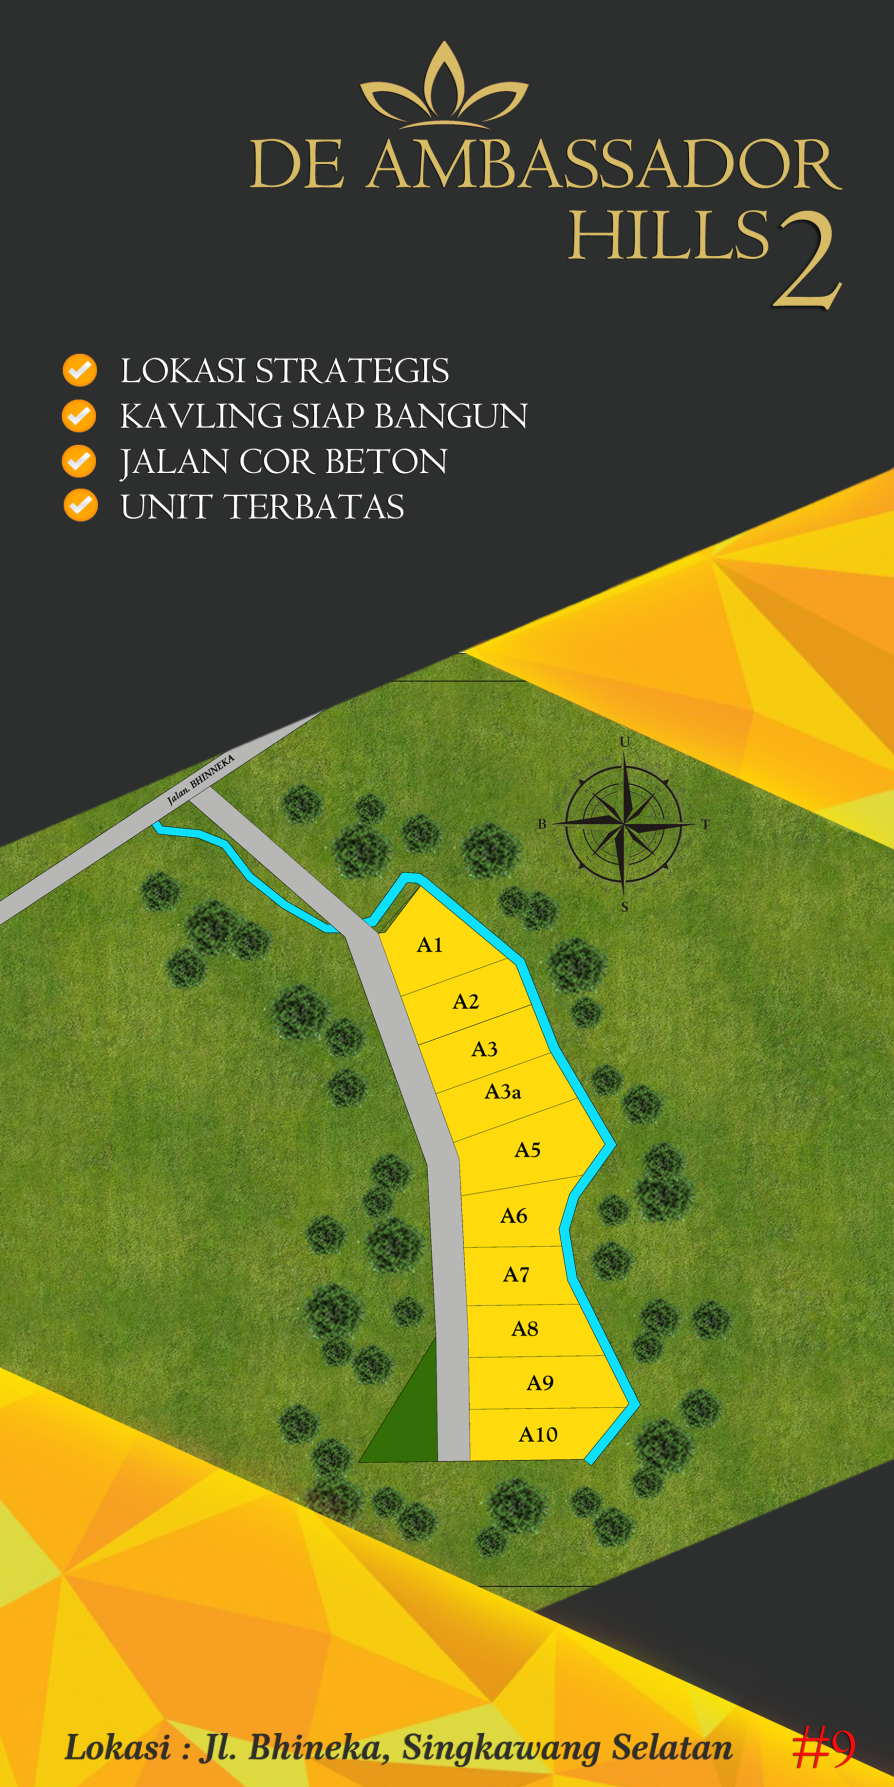 DE AMBASSADOR
HILLS 2
LOKASI STRATEGIS
KAVLING SIAP BANGUN
JALAN COR BETON
UNIT TERBATAS
U
Jalan. BHINNEKA
B
T
S
A1
A2
A3
A3a
A5
A6
A7
A8
A9
A10
Lokasi : Jl. Bhineka, Singkawang Selatan
#9